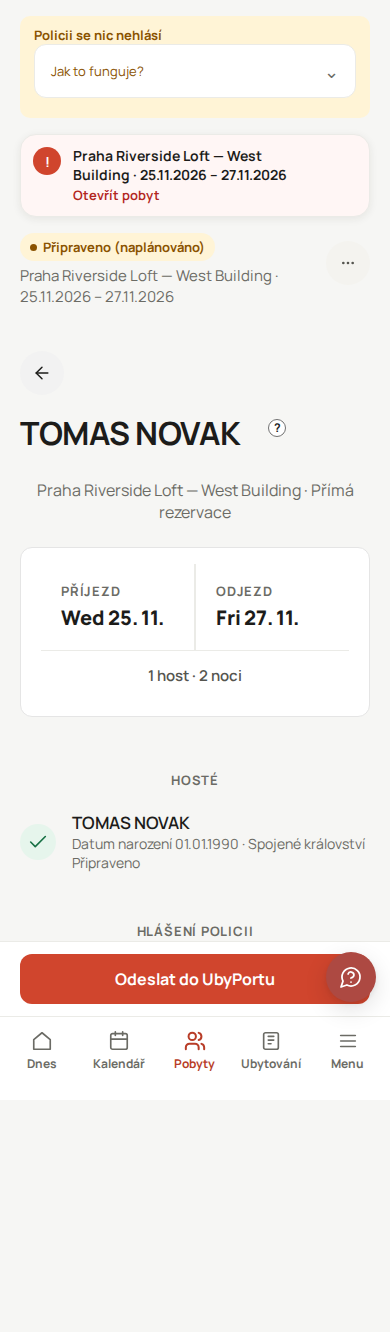 Policii se nic nehlásí
Jak to funguje?
!
Praha Riverside Loft — West
Building · 25.11.2026 – 27.11.2026
Otevřít pobyt
Připraveno (naplánováno)
Praha Riverside Loft — West Building ·
25.11.2026 – 27.11.2026
TOMAS NOVAK
?
Praha Riverside Loft — West Building · Přímá
rezervace
PŘÍJEZD
ODJEZD
Wed 25. 11.
Fri 27. 11.
1 host · 2 noci
HOSTÉ
TOMAS NOVAK
Datum narození 01.01.1990 · Spojené království
Připraveno
HLÁŠENÍ POLICII
Odeslat do UbyPortu
Dnes
Kalendář
Pobyty
Ubytování
Menu